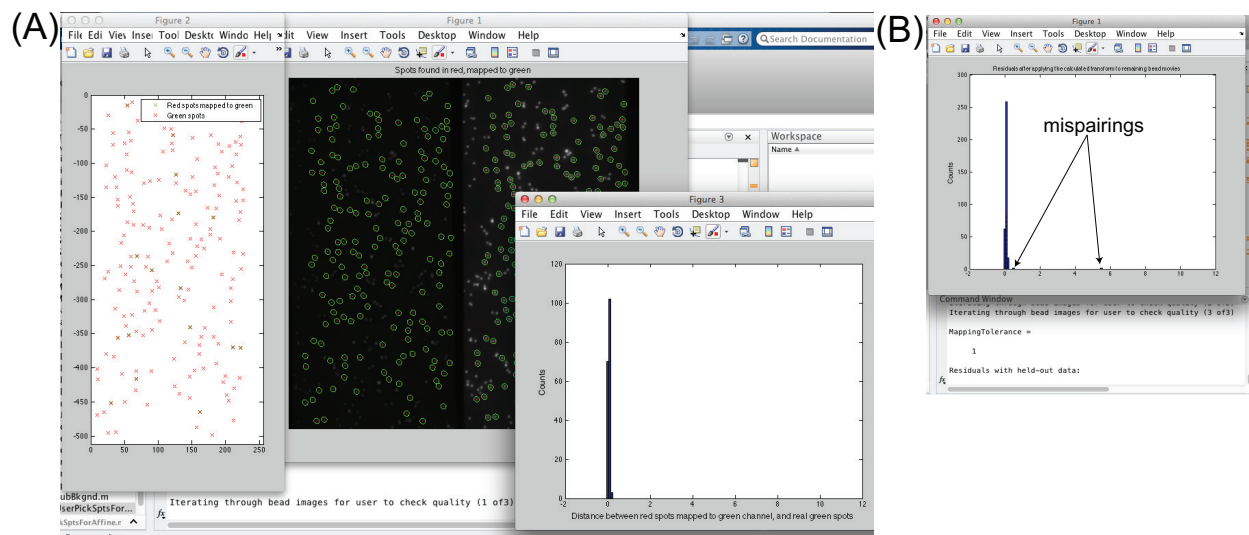 (A)
Figure 2
Figure 1
File Edi Viev Inser Tool Deskto Windo Help
dit View Insert Tools Desktop Window Help
Search Documentation
Spots found in red, mapped to green
Red spots mapped to green
Green spots
0
-50
-100
-150
-200
-250
-300
-350
-400
-450
-500
0 50 100 150 200 250
Workspace
Name
Figure 3
File Edit View Insert Tools Desktop Window Help
120
100
80
60
40
20
0
-2 0 2 4 6 8 10 12
Counts
Distance between red spots mapped to green channel, and real green spots
ubBkgnd.m
JserPickSptsFor...
kSptsForAffine.r
Iterating through bead images for user to check quality (1 of3)
fx
(B)
Figure 1
File Edit View Insert Tools Desktop Window Help
Residuals after applying the calculated transform to remaining bead movies
300
250
200
150
100
50
0
-2 0 2 4 6 8 10 12
Counts
mispairings
Command Window
Iterating through bead images for user to check quality (3 of3)
MappingTolerance =
1
Residuals with held-out data:
fx